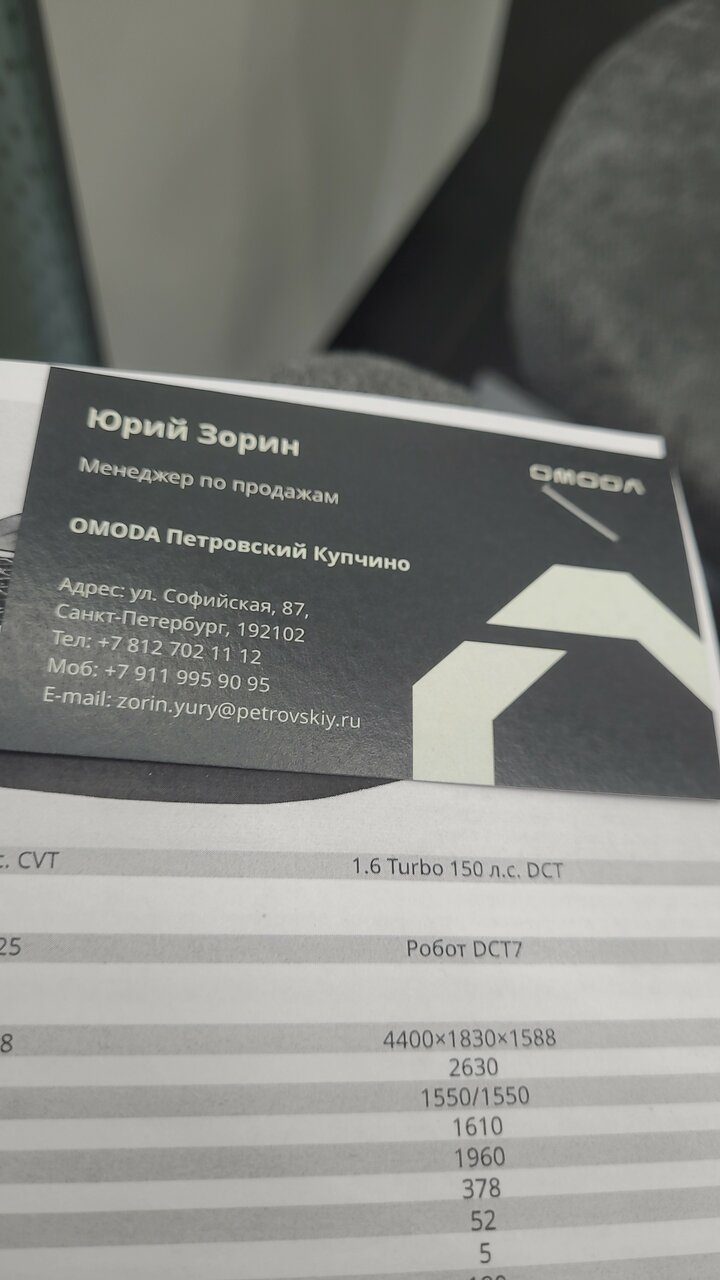 Юрий Зорин
Менеджер по продажам
OMODA
OMODA Петровский Купчино
Адрес: ул. Софийская, 87,
Санкт-Петербург, 192102
Тел: +7 812 702 11 12
Моб: +7 911 995 90 95
E-mail: zorin.yury@petrovskiy.ru
с. CVT 1.6 Turbo 150 л.с. DCT
25 Робот DCT7
8 4400×1830×1588
2630
1550/1550
1610
1960
378
52
5